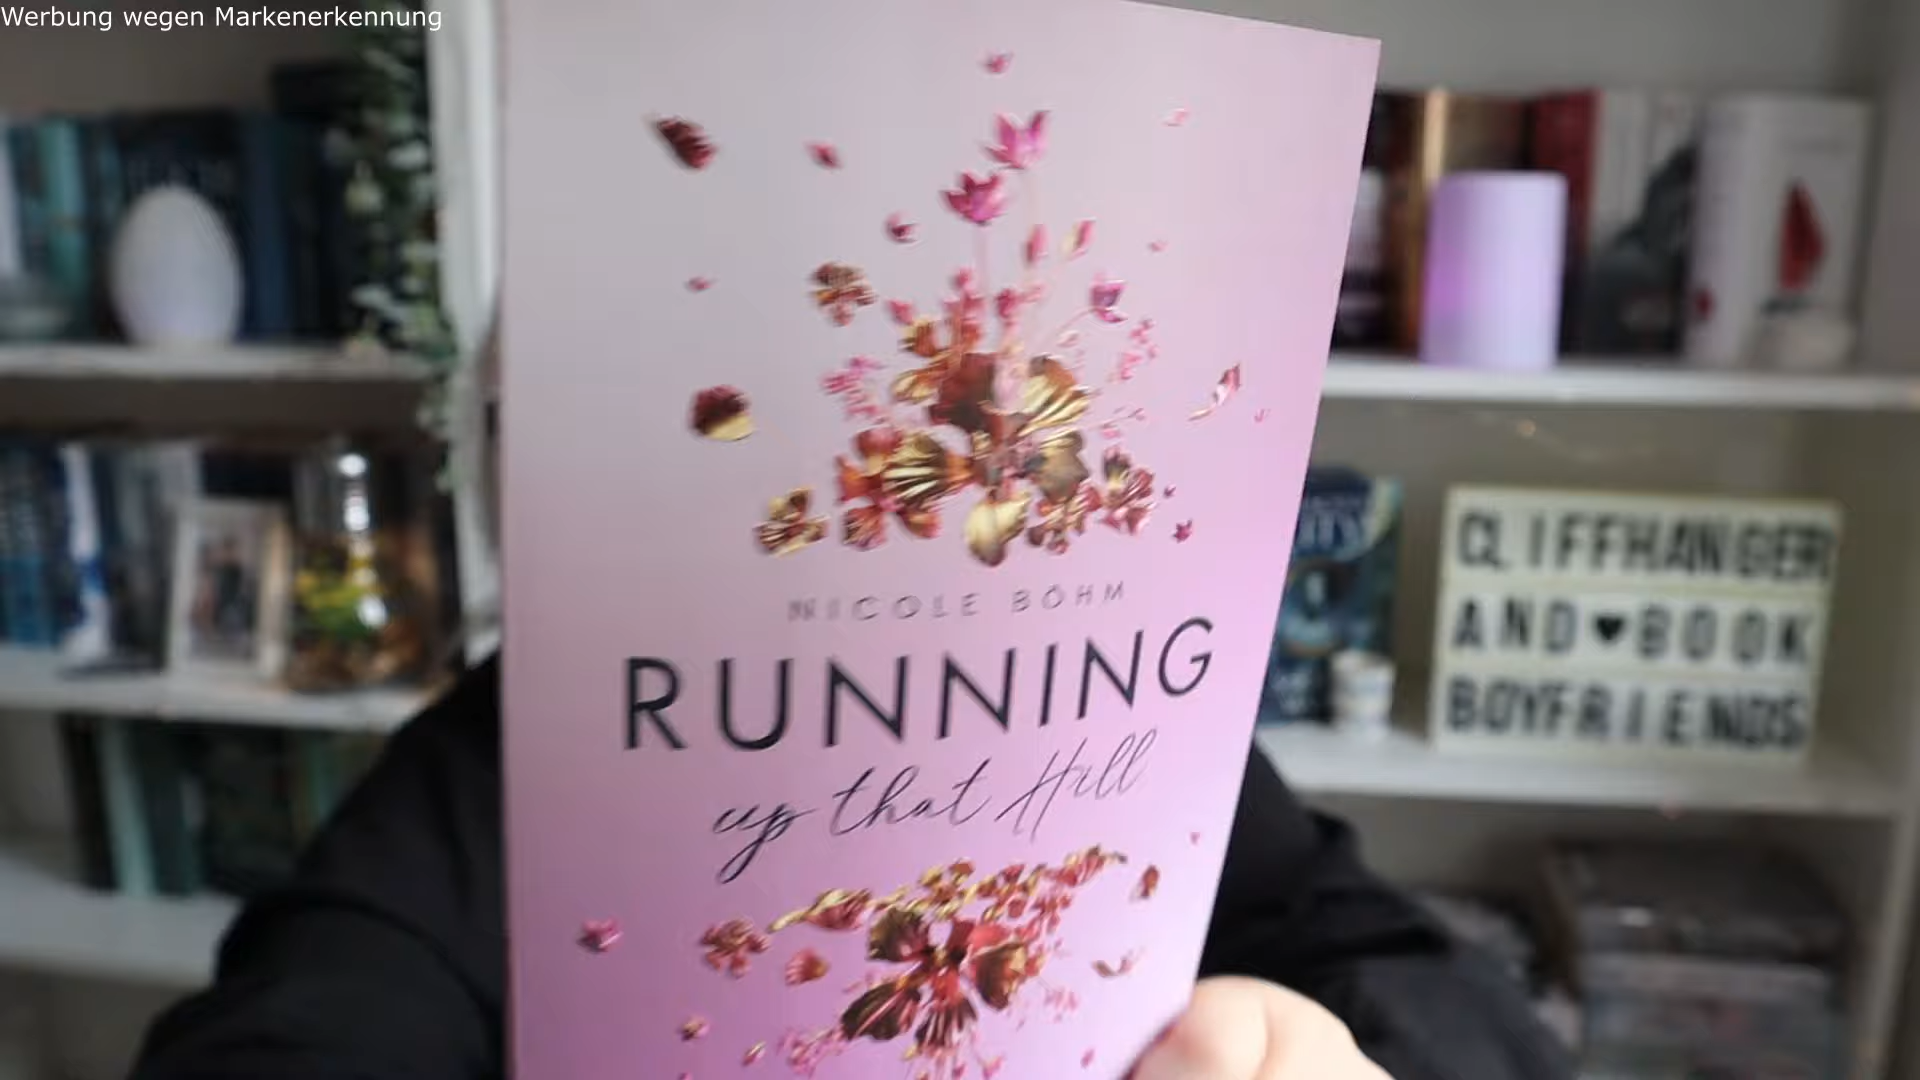 Werbung wegen Markenerkennung
NICOLE BÖHM
RUNNING
up that Hill
CLIFFHANGER
AND♥BOOK
BOYFRIENDS